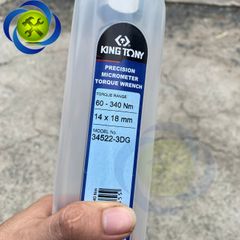 KING TONY
PRECISION
MICROMETER
TORQUE WRENCH
TORQUE RANGE
60 - 340 Nm
14 x 18 mm
MODEL No.
34522-3DG